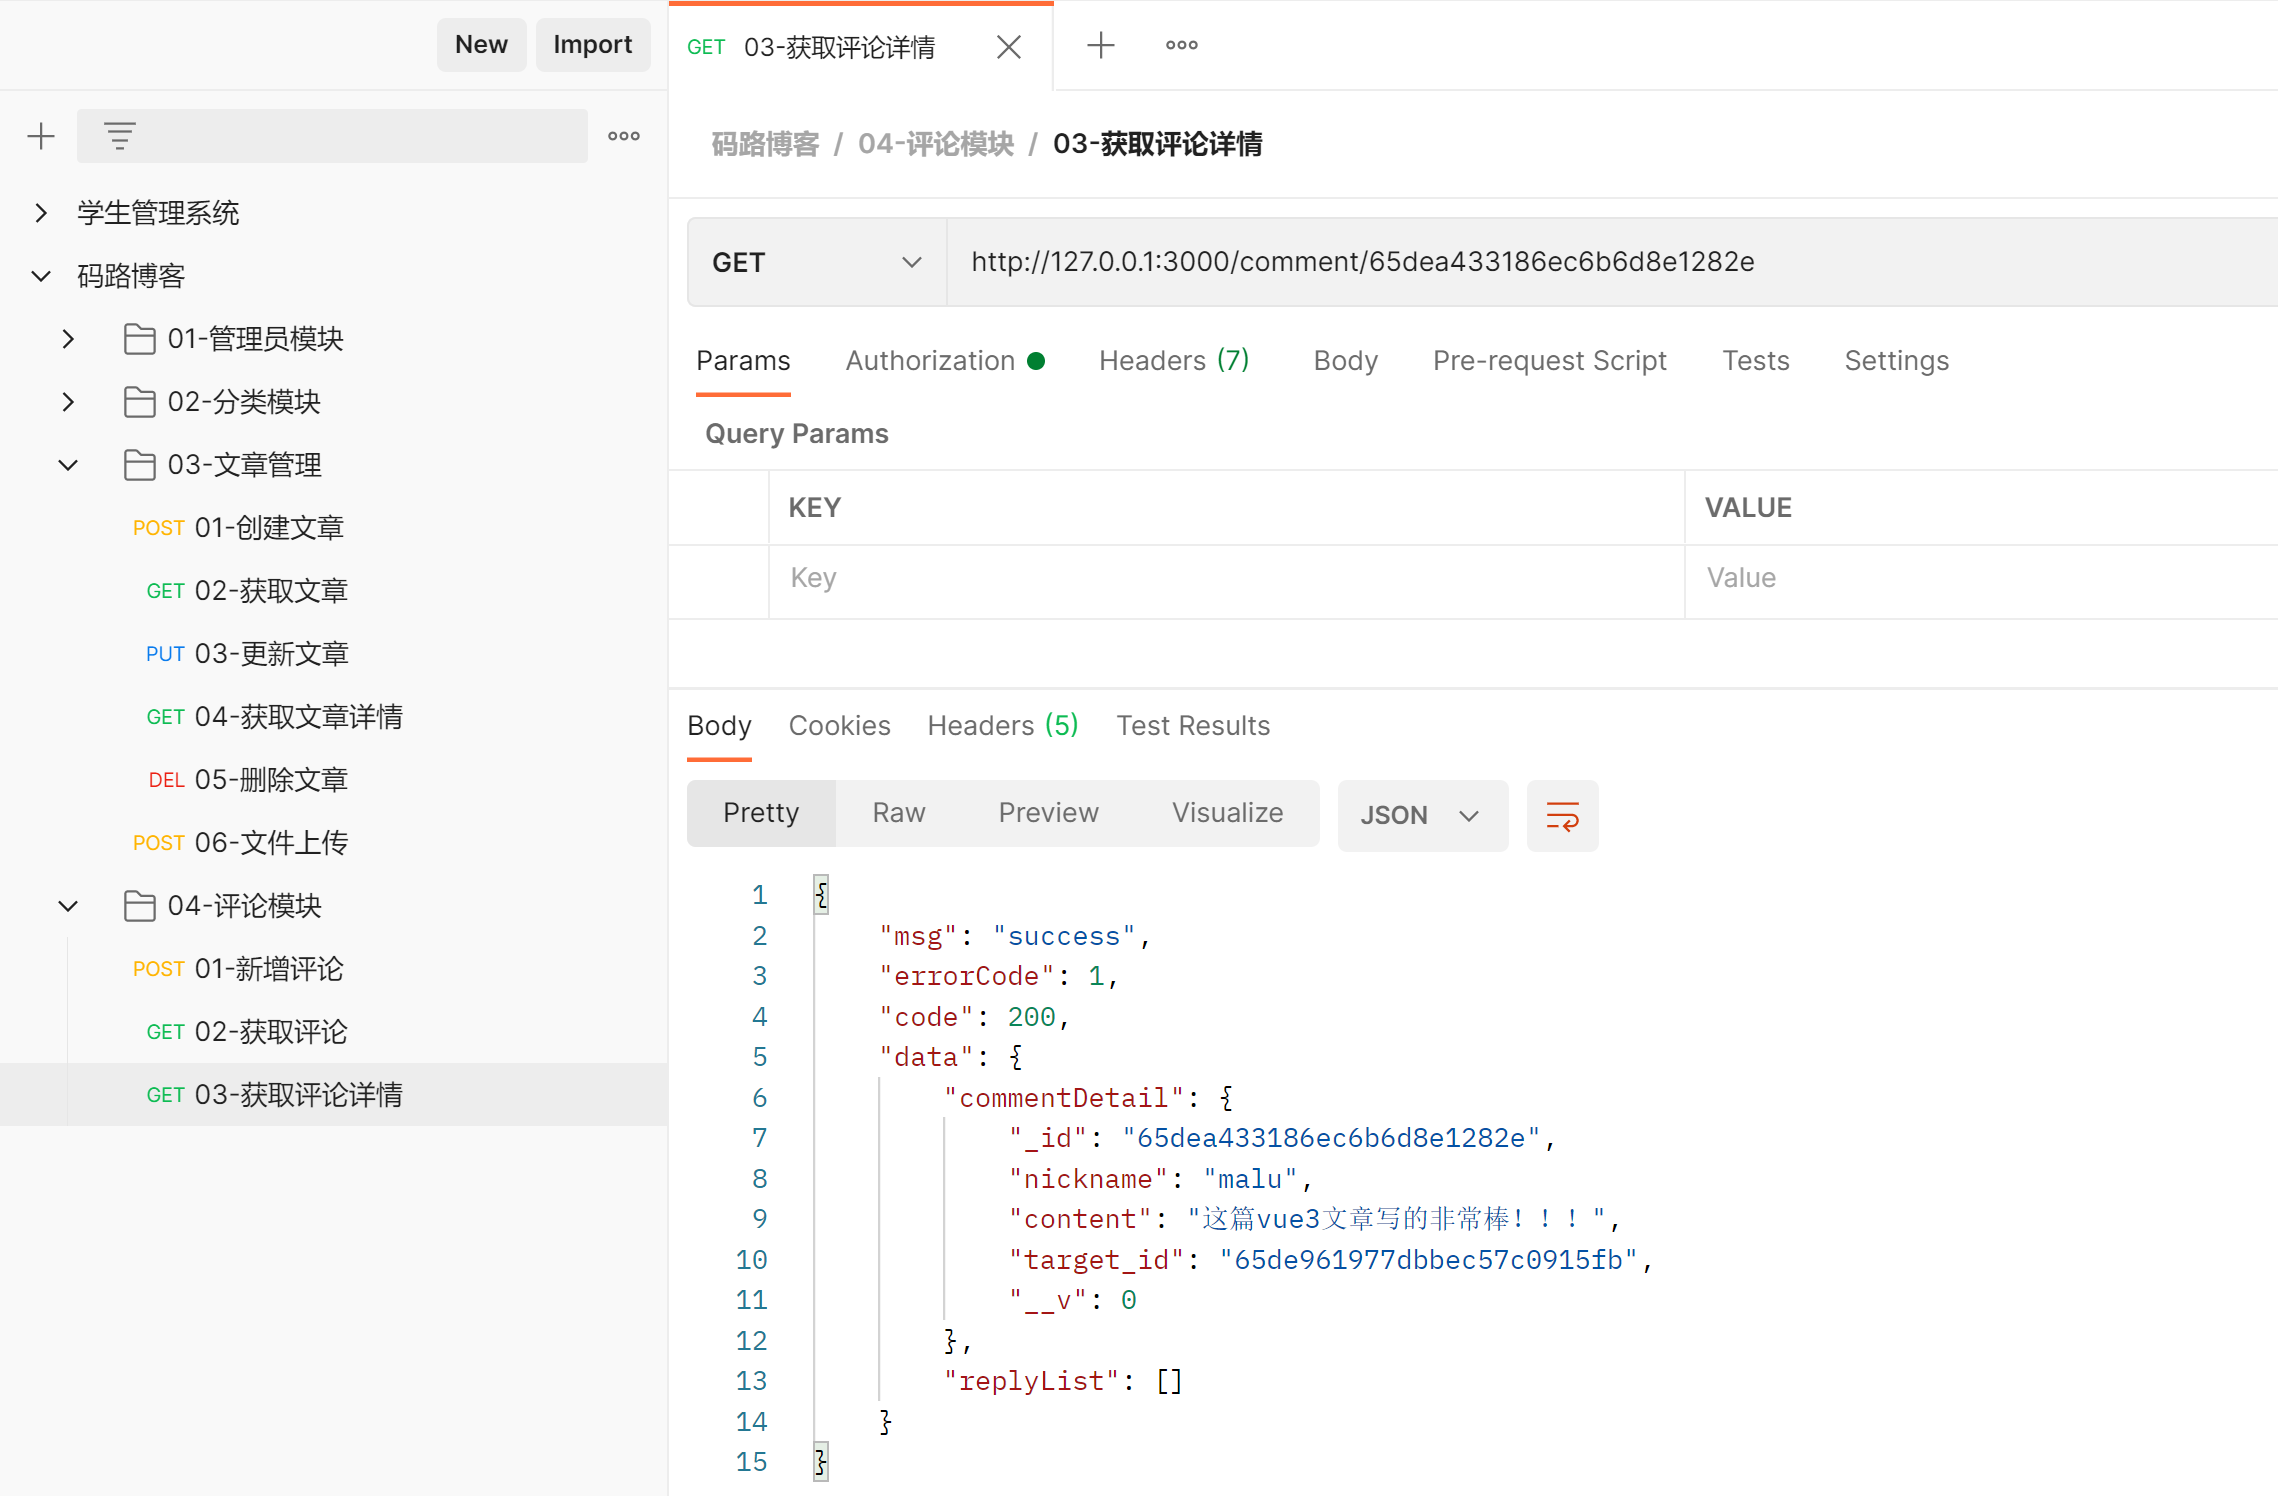 New Import
学生管理系统
码路博客
01-管理员模块
02-分类模块
03-文章管理
POST 01-创建文章
GET 02-获取文章
PUT 03-更新文章
GET 04-获取文章详情
DEL 05-删除文章
POST 06-文件上传
04-评论模块
POST 01-新增评论
GET 02-获取评论
GET 03-获取评论详情
GET 03-获取评论详情
码路博客 / 04-评论模块 / 03-获取评论详情
GET http://127.0.0.1:3000/comment/65dea433186ec6b6d8e1282e
Params Authorization Headers (7) Body Pre-request Script Tests Settings
Query Params
KEY VALUE
Key Value
Body Cookies Headers (5) Test Results
Pretty Raw Preview Visualize JSON
1 {
2 "msg": "success",
3 "errorCode": 1,
4 "code": 200,
5 "data": {
6 "commentDetail": {
7 "_id": "65dea433186ec6b6d8e1282e",
8 "nickname": "malu",
9 "content": "这篇vue3文章写的非常棒！！！",
10 "target_id": "65de961977dbbec57c0915fb",
11 "__v": 0
12 },
13 "replyList": []
14 }
15 }